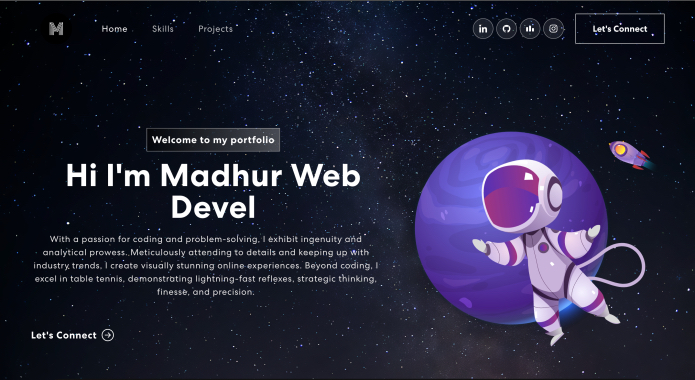 M
Home Skills Projects
in
Let's Connect
Welcome to my portfolio
Hi I'm Madhur Web
Devel
With a passion for coding and problem-solving, I exhibit ingenuity and
analytical prowess. Meticulously attending to details and keeping up with
industry trends, I create visually stunning online experiences. Beyond coding, I
excel in table tennis, demonstrating lightning-fast reflexes, strategic thinking,
finesse, and precision.
Let's Connect